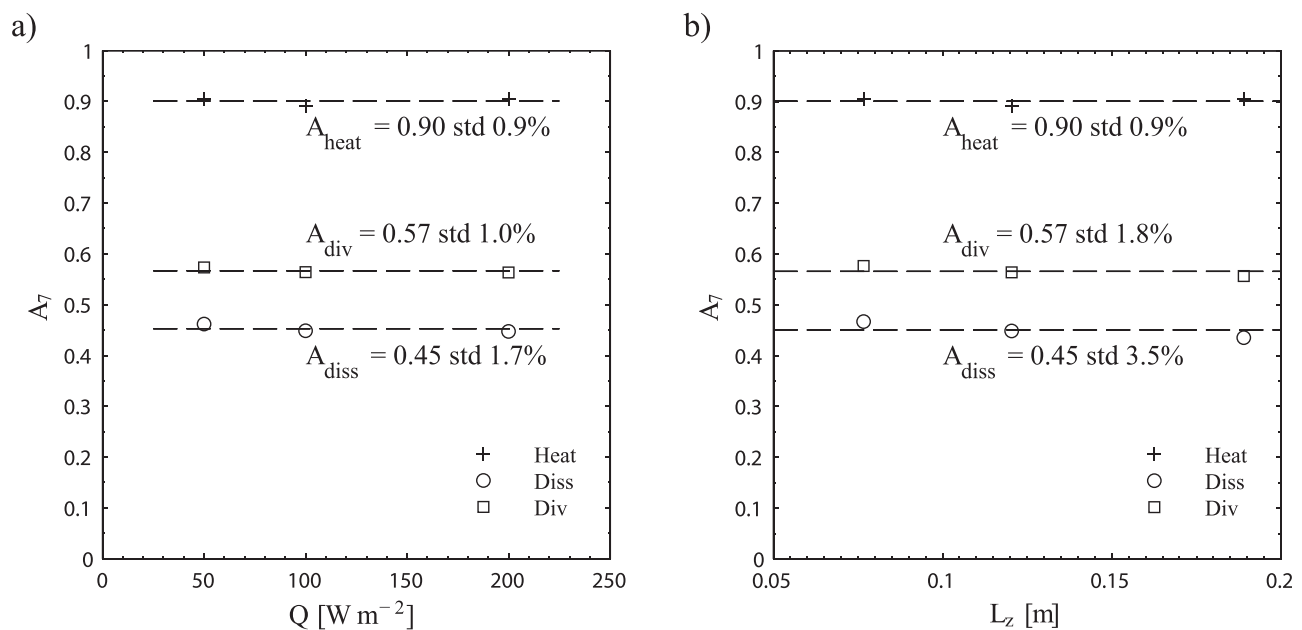 a)
1
0.9
0.8
0.7
0.6
0.5
0.4
0.3
0.2
0.1
0
A₇
A_heat = 0.90 std 0.9%
A_div = 0.57 std 1.0%
A_diss = 0.45 std 1.7%
Heat
Diss
Div
0 50 100 150 200 250
Q [W m⁻²]
b)
1
0.9
0.8
0.7
0.6
0.5
0.4
0.3
0.2
0.1
0
A₇
A_heat = 0.90 std 0.9%
A_div = 0.57 std 1.8%
A_diss = 0.45 std 3.5%
Heat
Diss
Div
0.05 0.1 0.15 0.2
L_z [m]